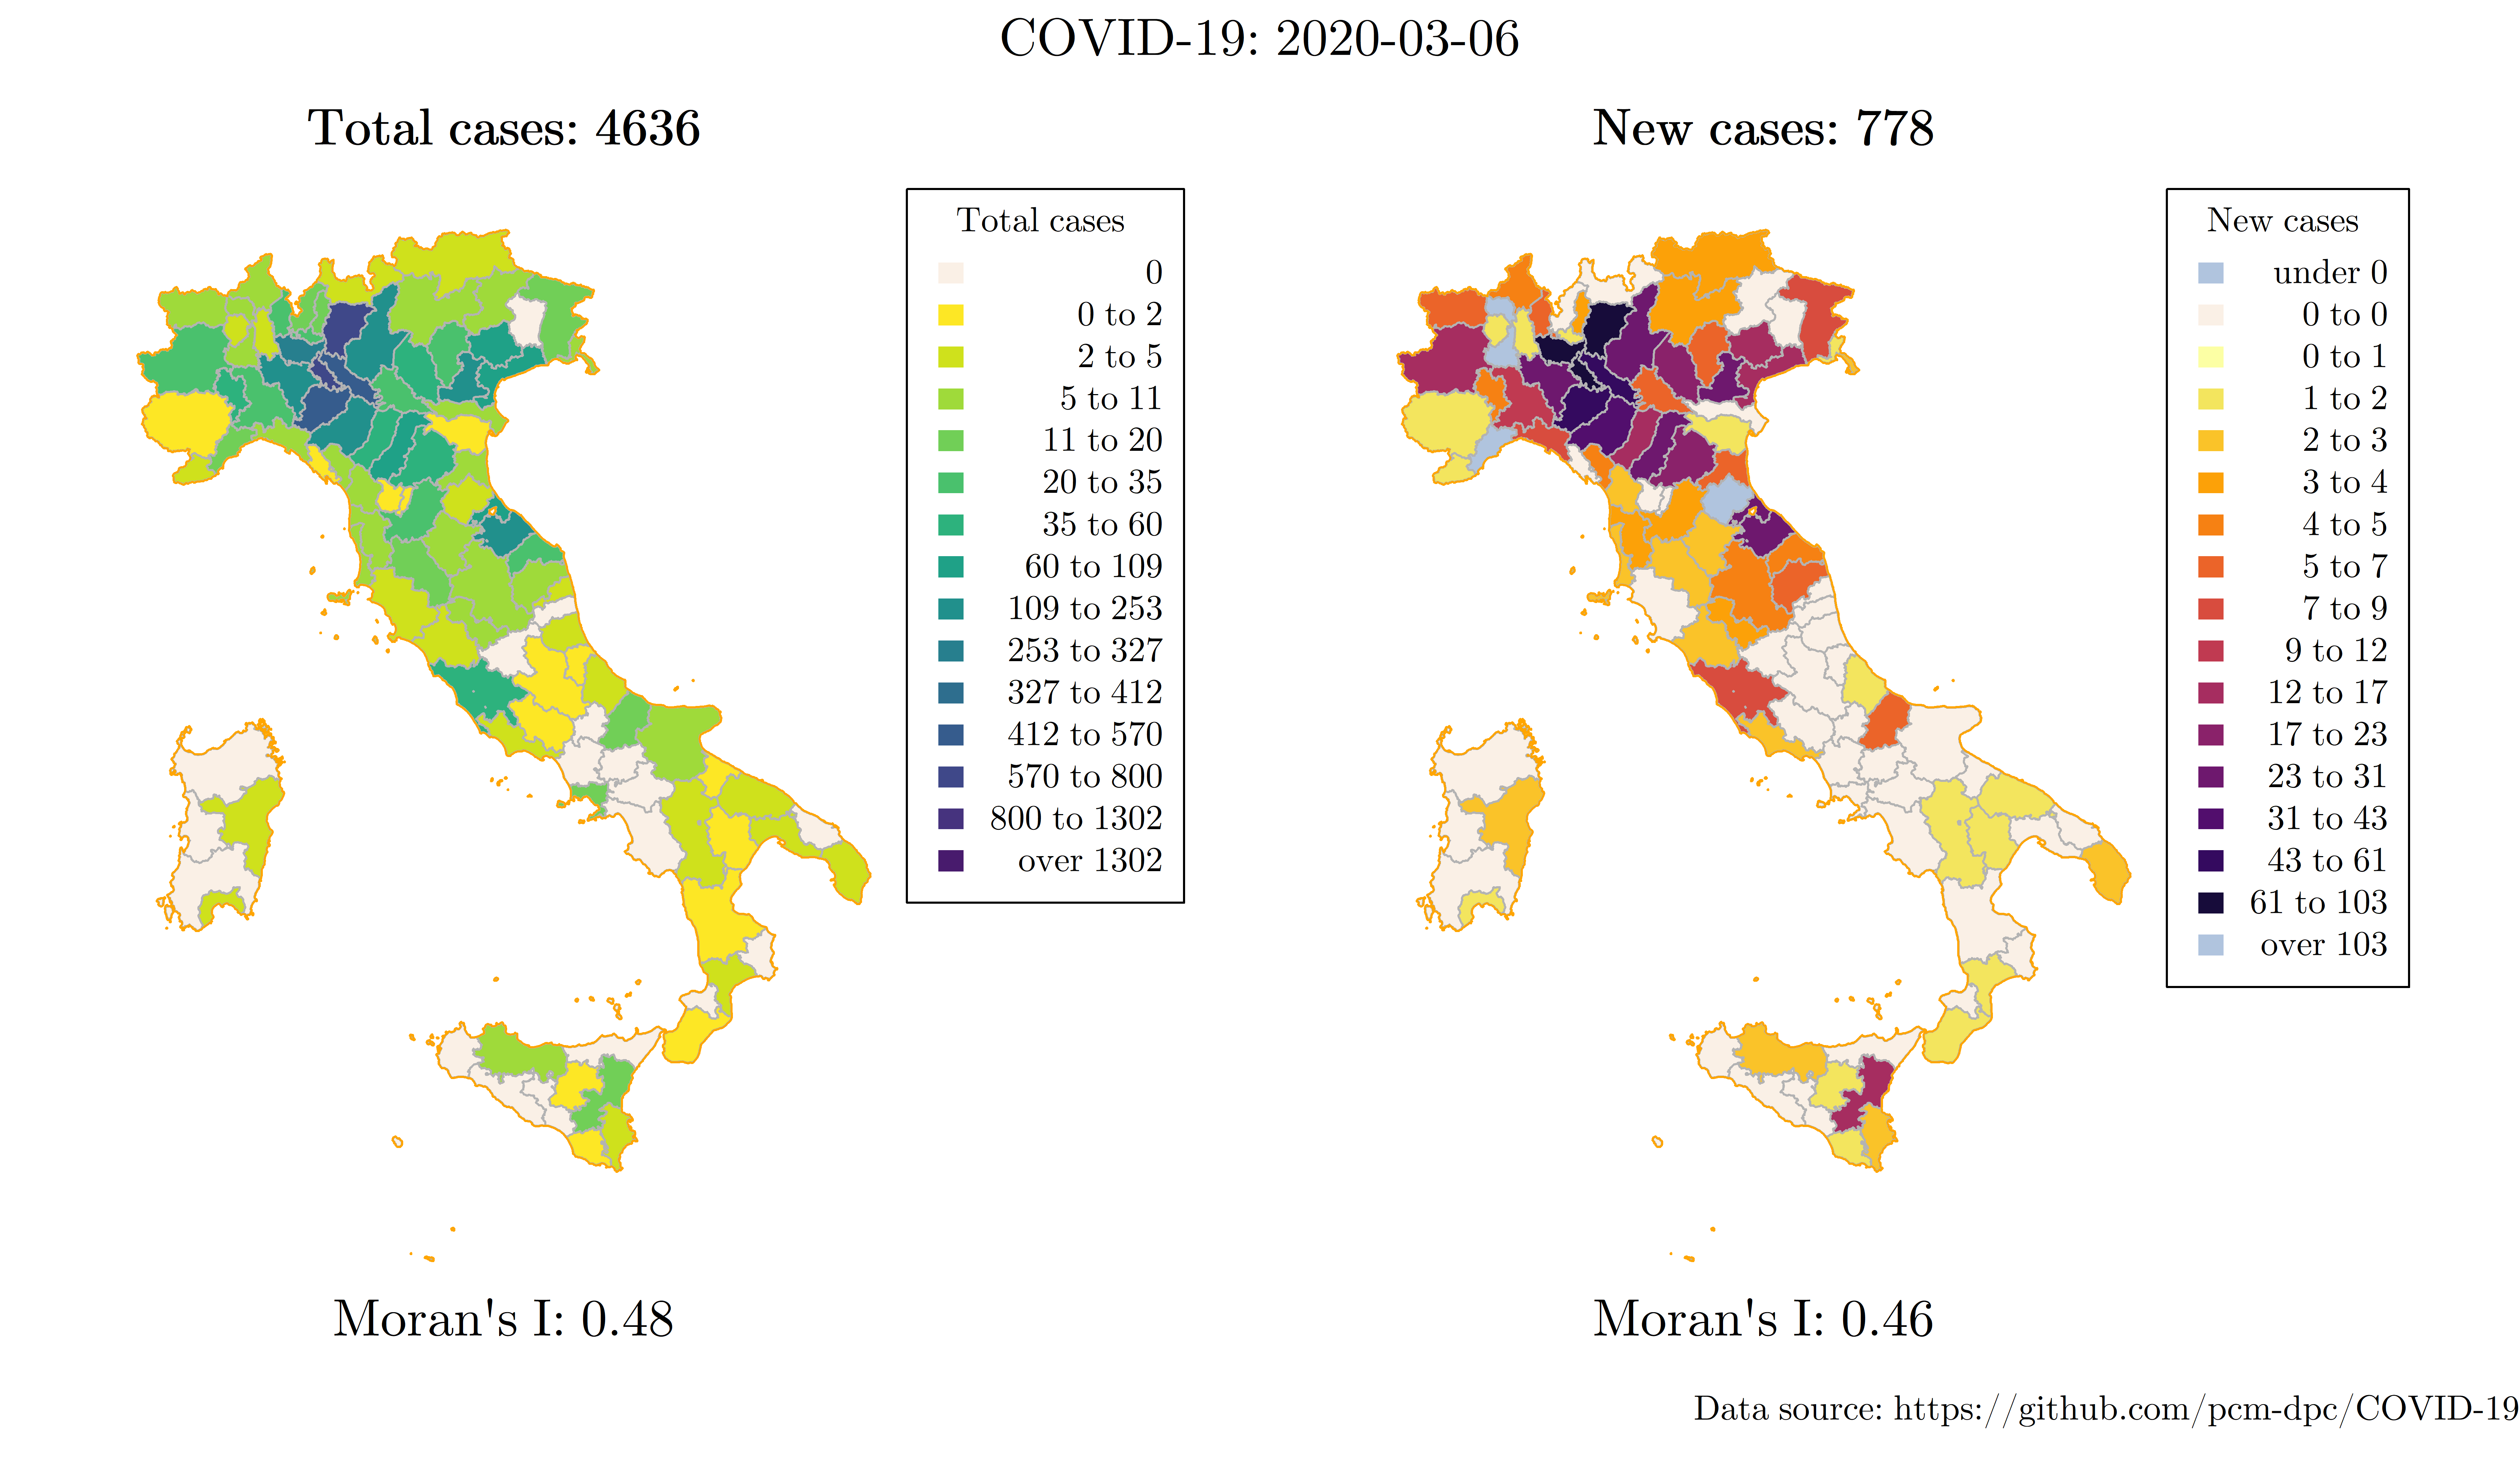 COVID-19: 2020-03-06
Total cases: 4636
Total cases
0
0 to 2
2 to 5
5 to 11
11 to 20
20 to 35
35 to 60
60 to 109
109 to 253
253 to 327
327 to 412
412 to 570
570 to 800
800 to 1302
over 1302
Moran's I: 0.48
New cases: 778
New cases
under 0
0 to 0
0 to 1
1 to 2
2 to 3
3 to 4
4 to 5
5 to 7
7 to 9
9 to 12
12 to 17
17 to 23
23 to 31
31 to 43
43 to 61
61 to 103
over 103
Moran's I: 0.46
Data source: https://github.com/pcm-dpc/COVID-19